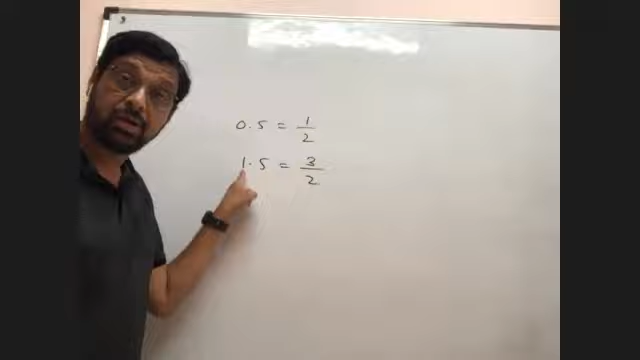 0.5 = 1/2
1.5 = 3/2